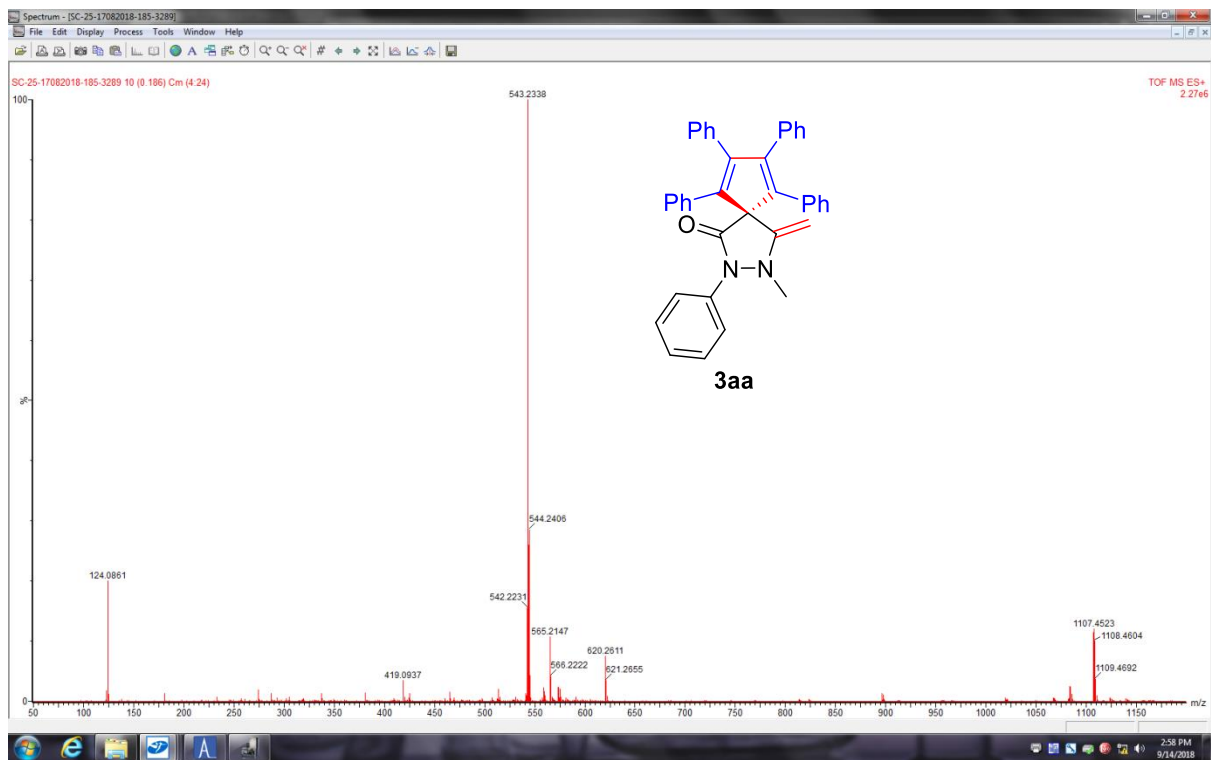 Spectrum - [SC-25-17082018-185-3289]
File Edit Display Process Tools Window Help
SC-25-17082018-185-3289 10 (0.186) Cm (4:24)
TOF MS ES+
2.27e6
100
%
0
543.2338
544.2406
542.2231
124.0861
565.2147
566.2222
620.2611
621.2655
419.0937
1107.4523
1108.4604
1109.4692
Ph Ph
Ph Ph
O
N N
3aa
50 100 150 200 250 300 350 400 450 500 550 600 650 700 750 800 850 900 950 1000 1050 1100 1150 m/z
2:58 PM
9/14/2018